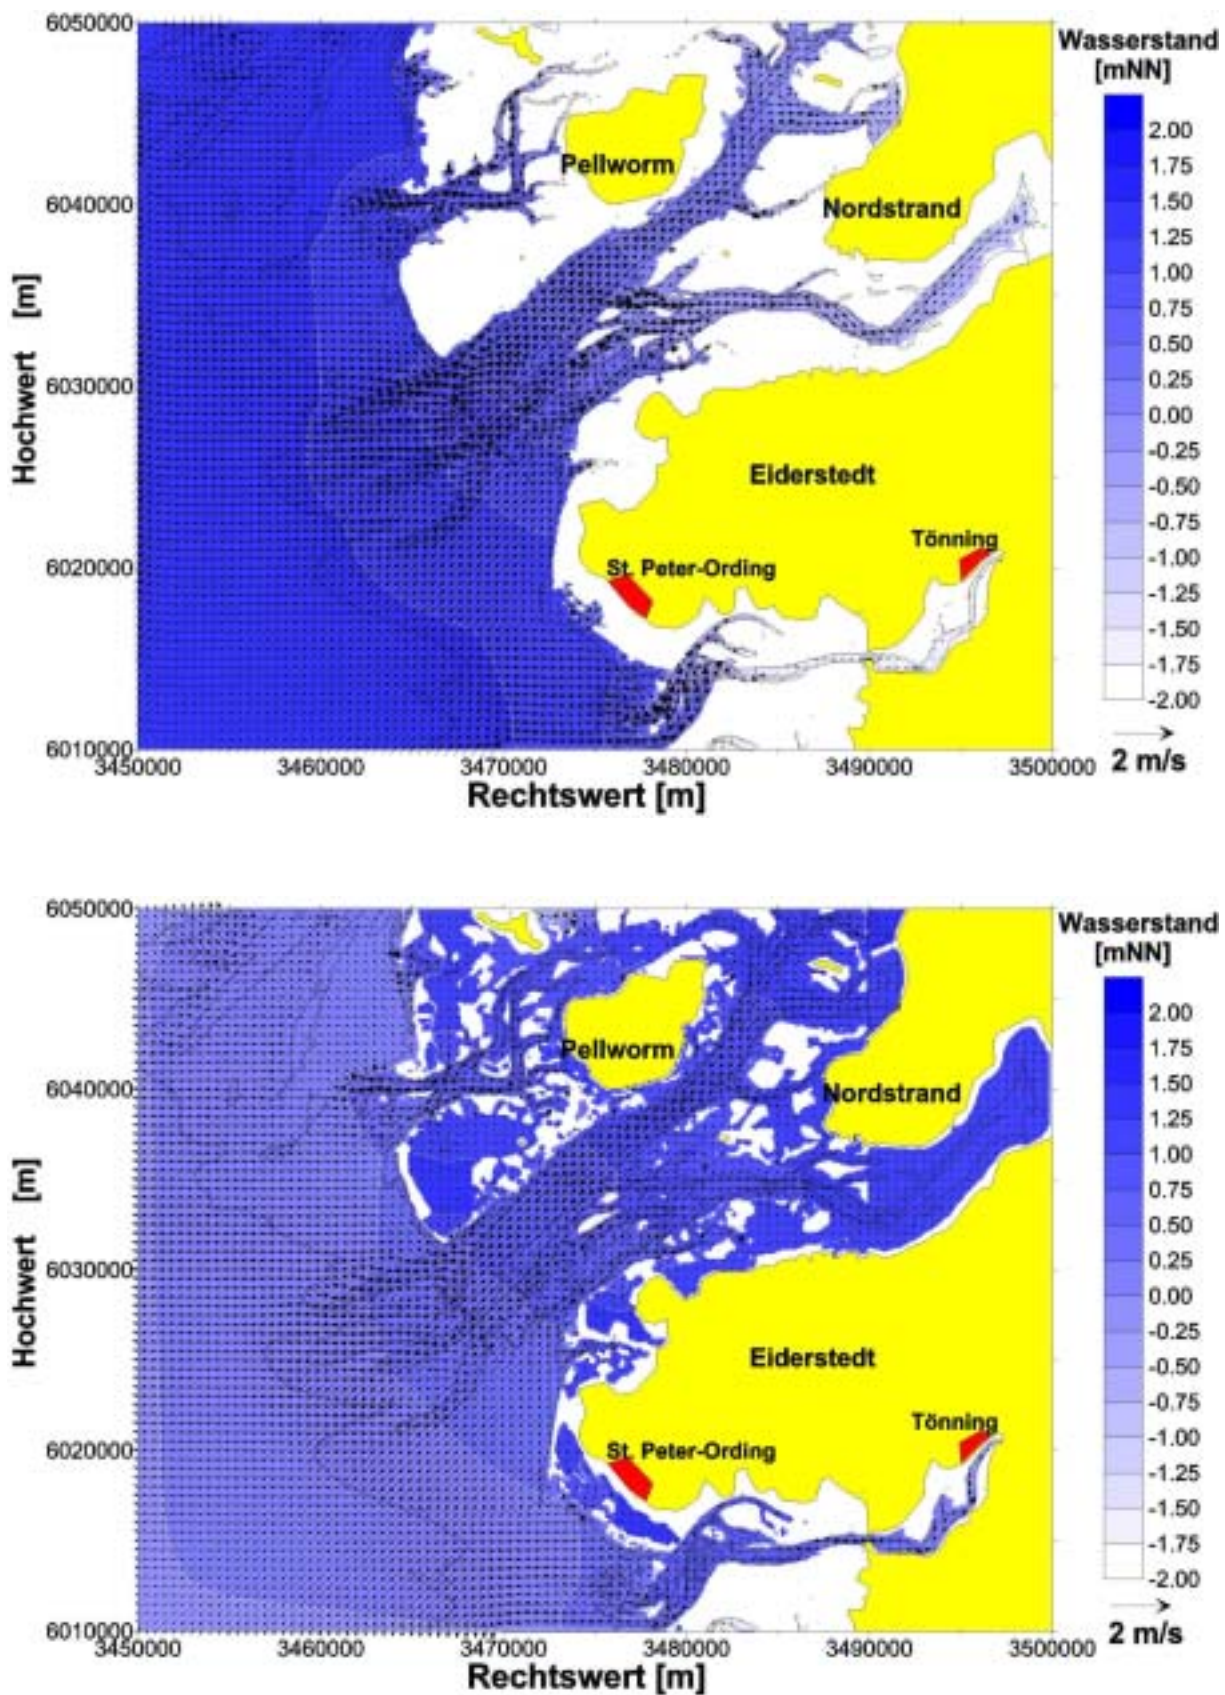 6050000
6040000
6030000
6020000
6010000
Hochwert [m]
3450000 3460000 3470000 3480000 3490000 3500000
Rechtswert [m]
Pellworm
Nordstrand
Eiderstedt
Tönning
St. Peter-Ording
Wasserstand
[mNN]
2.00
1.75
1.50
1.25
1.00
0.75
0.50
0.25
0.00
-0.25
-0.50
-0.75
-1.00
-1.25
-1.50
-1.75
-2.00
2 m/s
6050000
6040000
6030000
6020000
6010000
Hochwert [m]
3450000 3460000 3470000 3480000 3490000 3500000
Rechtswert [m]
Pellworm
Nordstrand
Eiderstedt
Tönning
St. Peter-Ording
Wasserstand
[mNN]
2.00
1.75
1.50
1.25
1.00
0.75
0.50
0.25
0.00
-0.25
-0.50
-0.75
-1.00
-1.25
-1.50
-1.75
-2.00
2 m/s